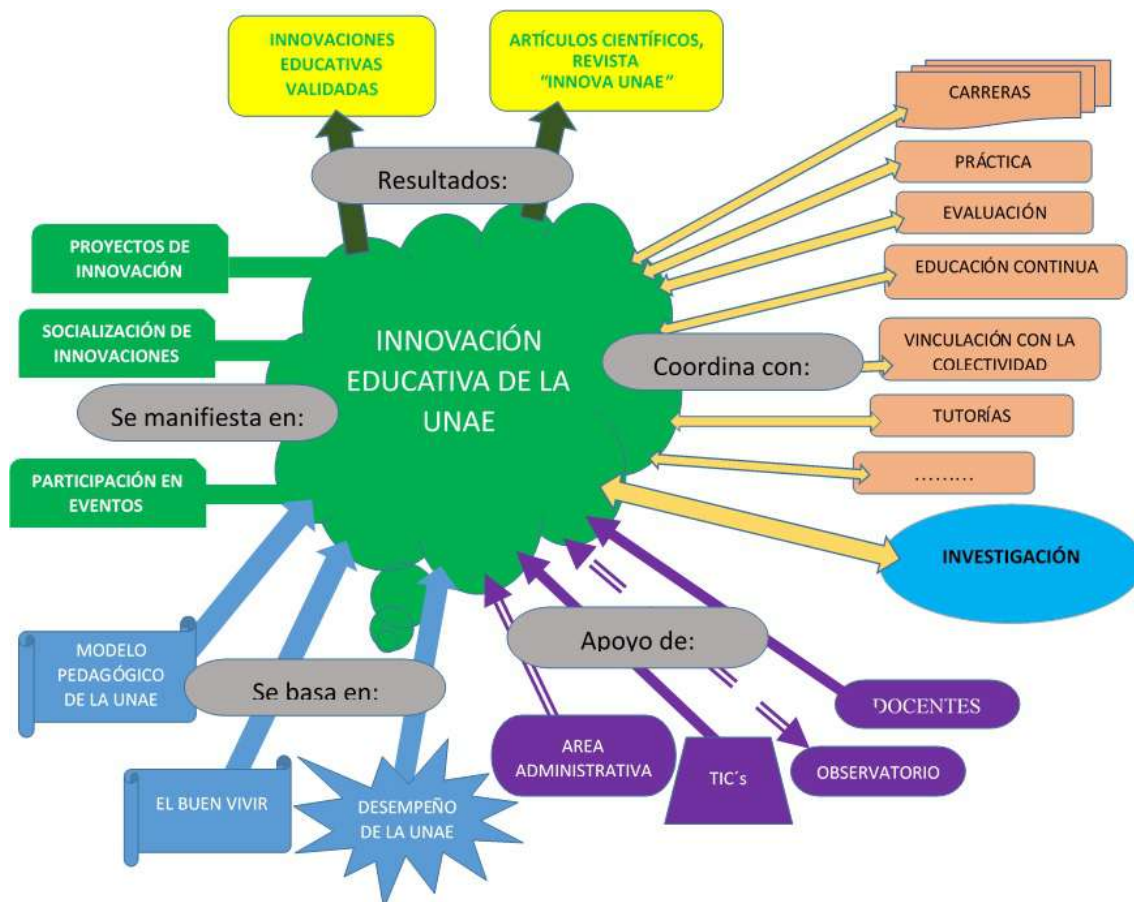 INNOVACIONES
EDUCATIVAS
VALIDADAS
ARTÍCULOS CIENTÍFICOS,
REVISTA
“INNOVA UNAE”
Resultados:
CARRERAS
PRÁCTICA
EVALUACIÓN
EDUCACIÓN CONTINUA
VINCULACIÓN CON LA
COLECTIVIDAD
TUTORÍAS
.........
Coordina con:
INVESTIGACIÓN
PROYECTOS DE
INNOVACIÓN
SOCIALIZACIÓN DE
INNOVACIONES
Se manifiesta en:
PARTICIPACIÓN EN
EVENTOS
INNOVACIÓN
EDUCATIVA DE LA
UNAE
MODELO
PEDAGÓGICO
DE LA UNAE
Se basa en:
EL BUEN VIVIR
DESEMPEÑO
DE LA UNAE
Apoyo de:
AREA
ADMINISTRATIVA
TIC´s
OBSERVATORIO
DOCENTES